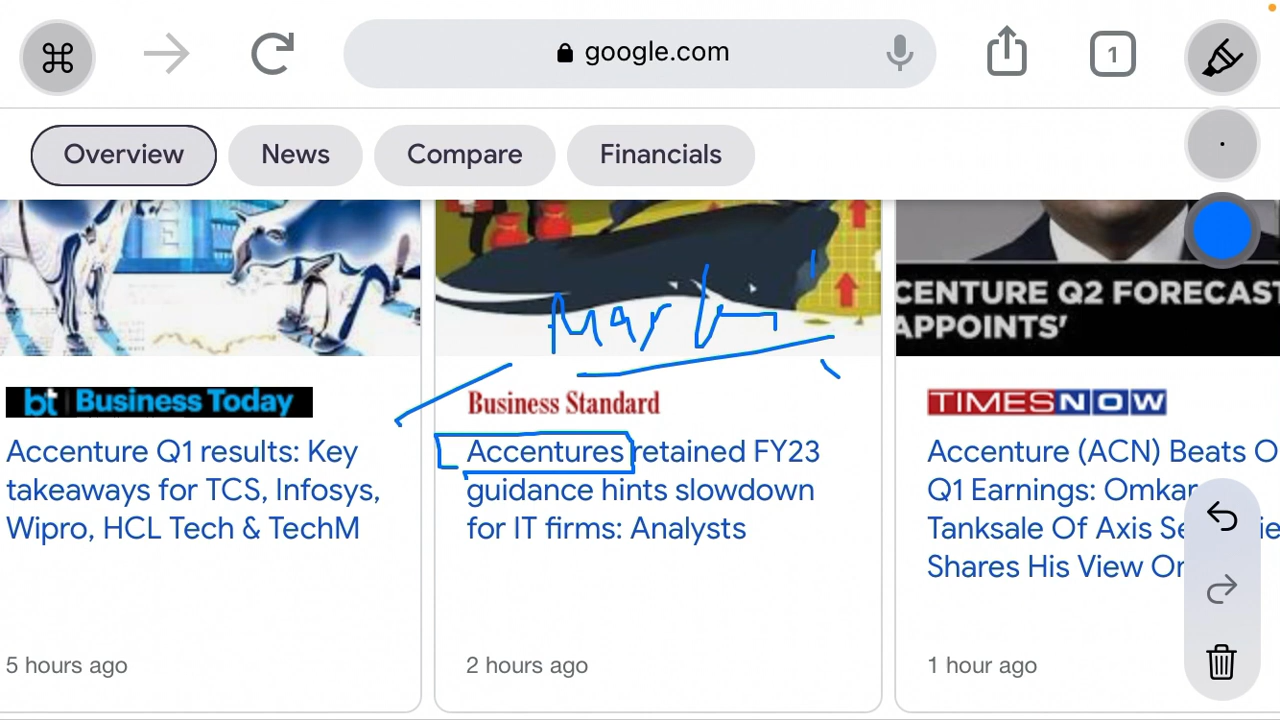 google.com
1
Overview
News
Compare
Financials
CENTURE Q2 FORECAST
APPOINTS'
bt Business Today
Accenture Q1 results: Key
takeaways for TCS, Infosys,
Wipro, HCL Tech & TechM
5 hours ago
Business Standard
Accentures retained FY23
guidance hints slowdown
for IT firms: Analysts
2 hours ago
TIMES NOW
Accenture (ACN) Beats O
Q1 Earnings: Omkar
Tanksale Of Axis Se
Shares His View On
1 hour ago